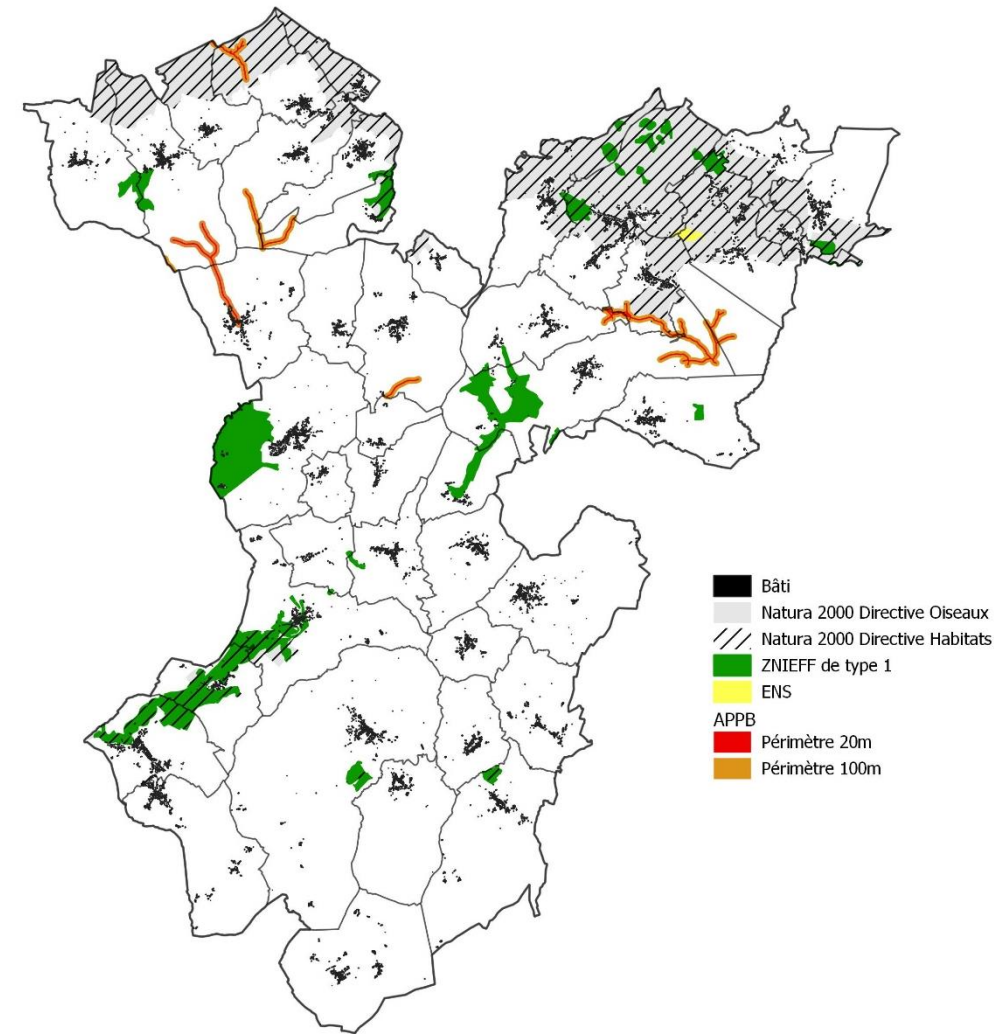 Bâti
Natura 2000 Directive Oiseaux
Natura 2000 Directive Habitats
ZNIEFF de type 1
ENS
APPB
Périmètre 20m
Périmètre 100m